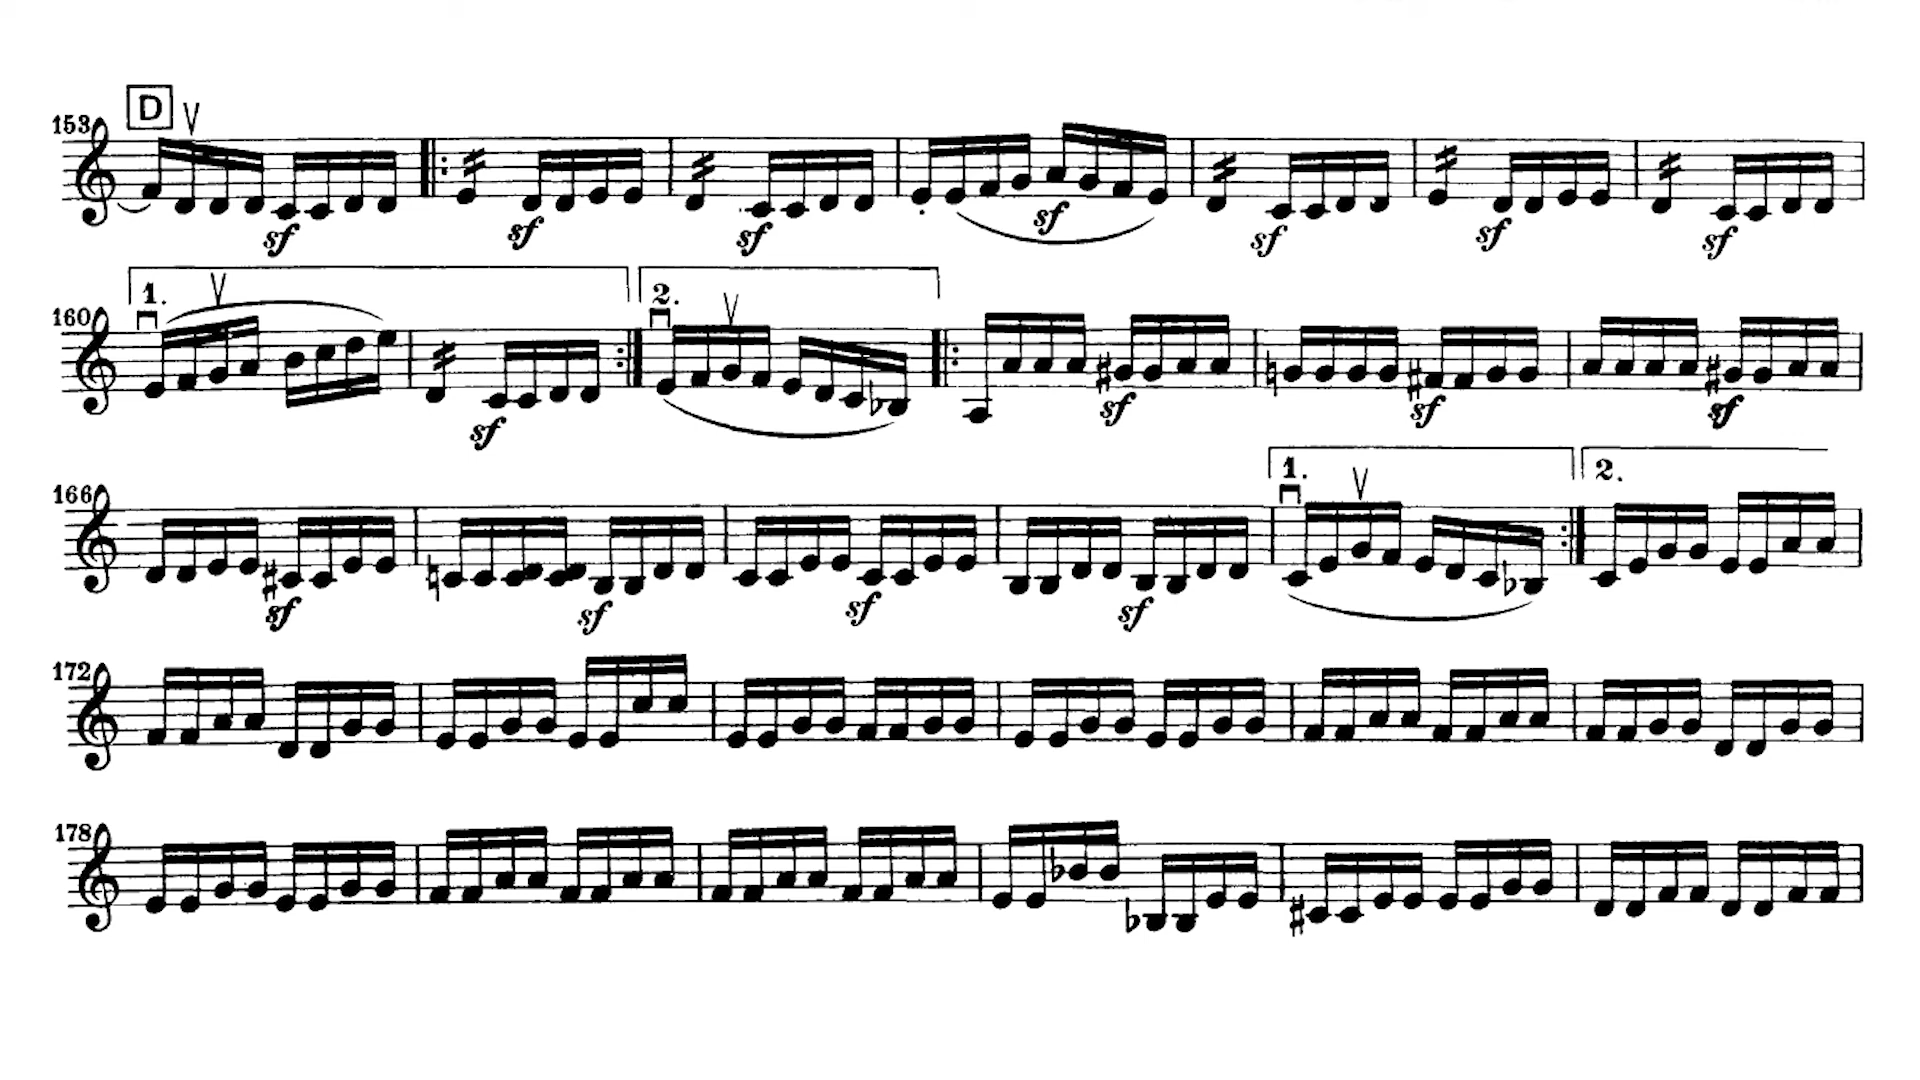 D
153
sf sf sf sf sf sf sf
1. 2.
160
sf sf sf sf
1. 2.
166
sf sf sf sf
172
178